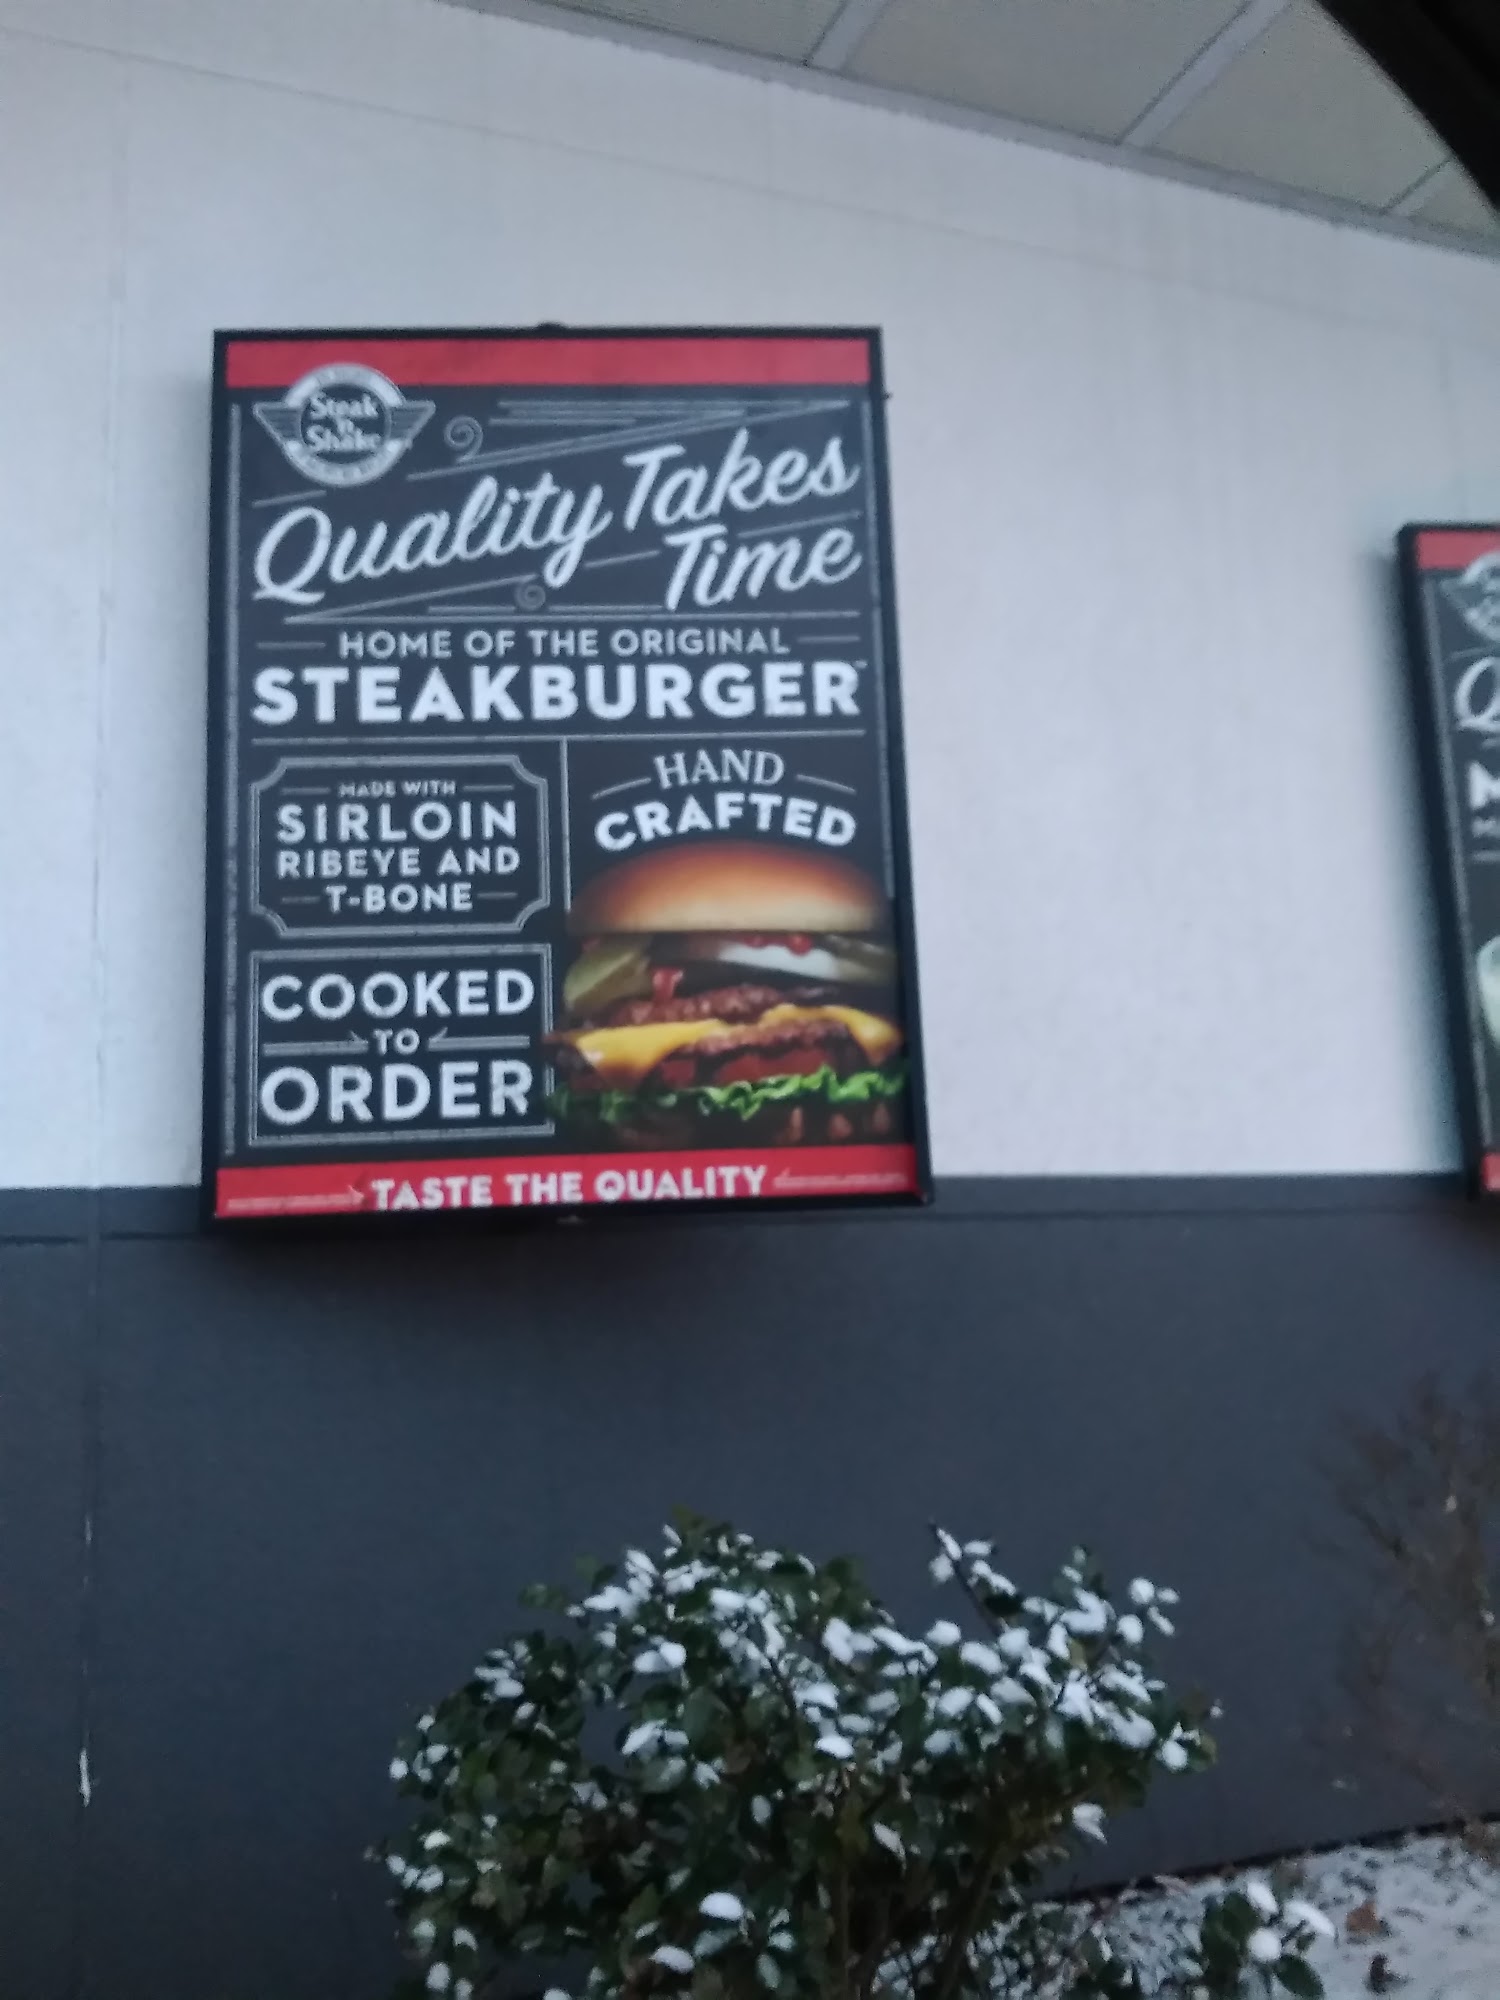 Steak
'n
Shake
Quality Takes
Time
HOME OF THE ORIGINAL
STEAKBURGER
MADE WITH
SIRLOIN
RIBEYE AND
T-BONE
HAND
CRAFTED
COOKED
TO
ORDER
TASTE THE QUALITY